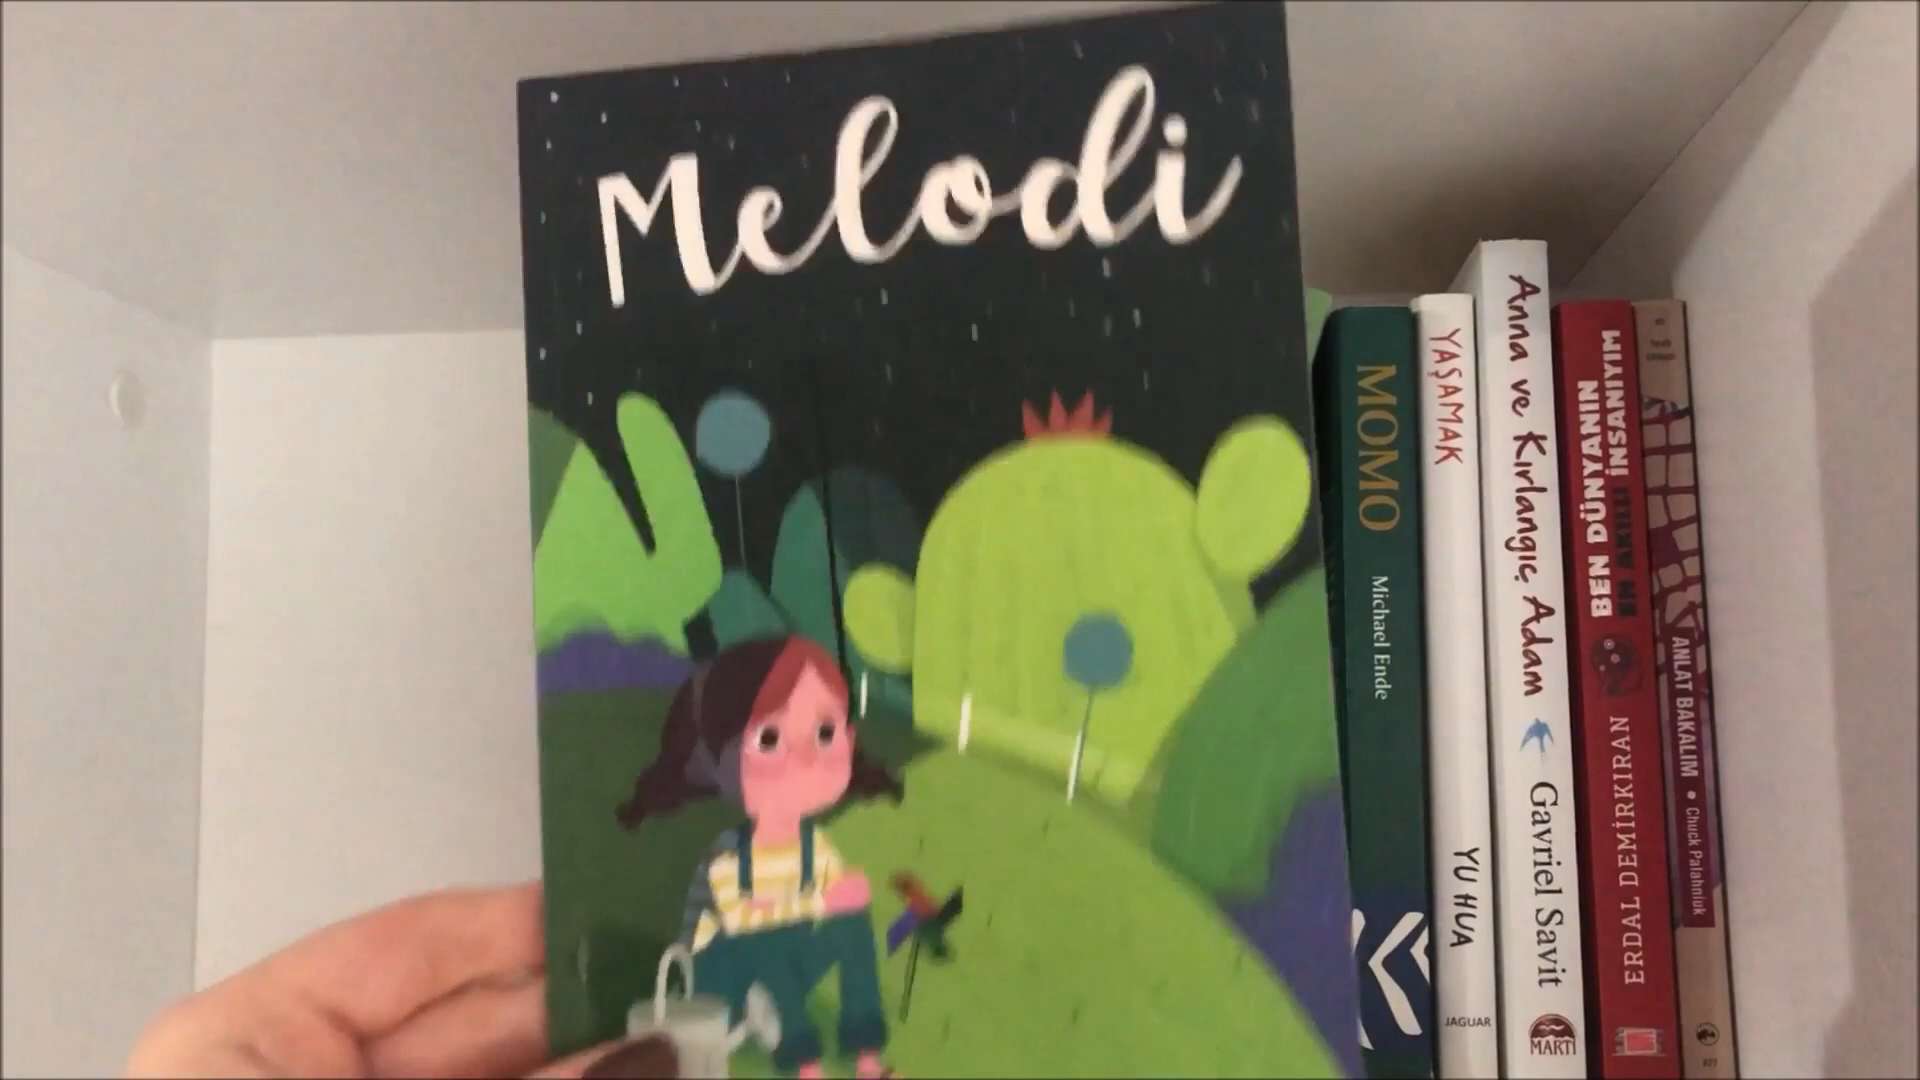 Melodi
MOMO
Michael Ende
YAŞAMAK
YU HUA
JAGUAR
Anna ve Kırlangıç Adam
Gavriel Savit
MARTI
BEN DÜNYANIN
EN AKILLI İNSANIYIM
ERDAL DEMİRKIRAN
ANLAT BAKALIM • Chuck Palahniuk